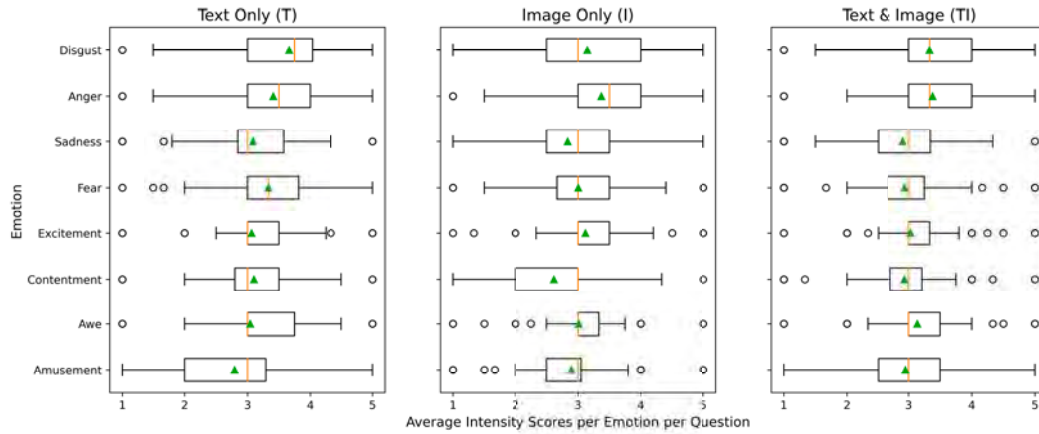 Text Only (T)
Image Only (I)
Text & Image (TI)
Emotion
Disgust
Anger
Sadness
Fear
Excitement
Contentment
Awe
Amusement
1 2 3 4 5
1 2 3 4 5
1 2 3 4 5
Average Intensity Scores per Emotion per Question